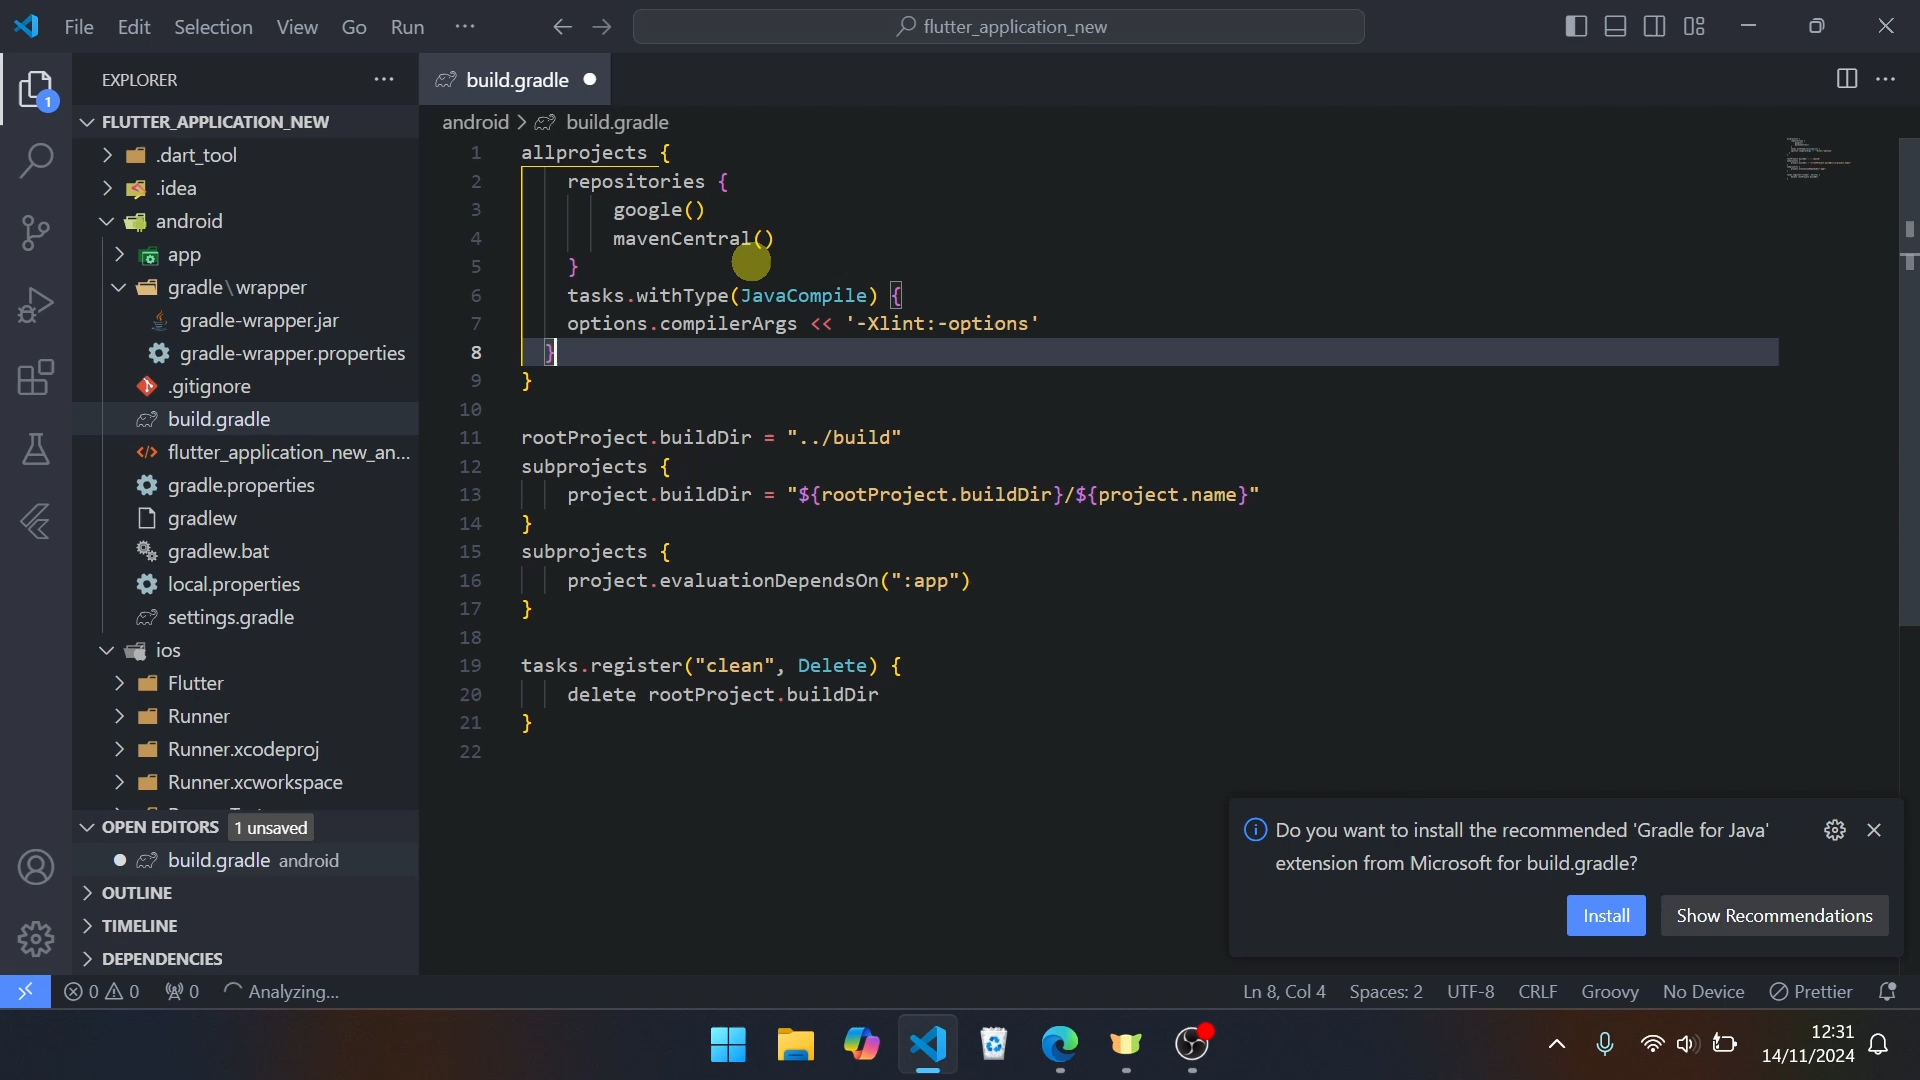 File Edit Selection View Go Run ···
flutter_application_new
EXPLORER
build.gradle
FLUTTER_APPLICATION_NEW
.dart_tool
.idea
android
app
gradle\wrapper
gradle-wrapper.jar
gradle-wrapper.properties
.gitignore
build.gradle
flutter_application_new_an...
gradle.properties
gradlew
gradlew.bat
local.properties
settings.gradle
ios
Flutter
Runner
Runner.xcodeproj
Runner.xcworkspace
OPEN EDITORS 1 unsaved
build.gradle android
OUTLINE
TIMELINE
DEPENDENCIES
android > build.gradle
1 allprojects {
2 repositories {
3 google()
4 mavenCentral()
5 }
6 tasks.withType(JavaCompile) {
7 options.compilerArgs << '-Xlint:-options'
8 }
9 }
10
11 rootProject.buildDir = "../build"
12 subprojects {
13 project.buildDir = "${rootProject.buildDir}/${project.name}"
14 }
15 subprojects {
16 project.evaluationDependsOn(":app")
17 }
18
19 tasks.register("clean", Delete) {
20 delete rootProject.buildDir
21 }
22
Do you want to install the recommended 'Gradle for Java'
extension from Microsoft for build.gradle?
Install Show Recommendations
1
0 0 0 Analyzing...
Ln 8, Col 4 Spaces: 2 UTF-8 CRLF Groovy No Device Prettier
12:31
14/11/2024